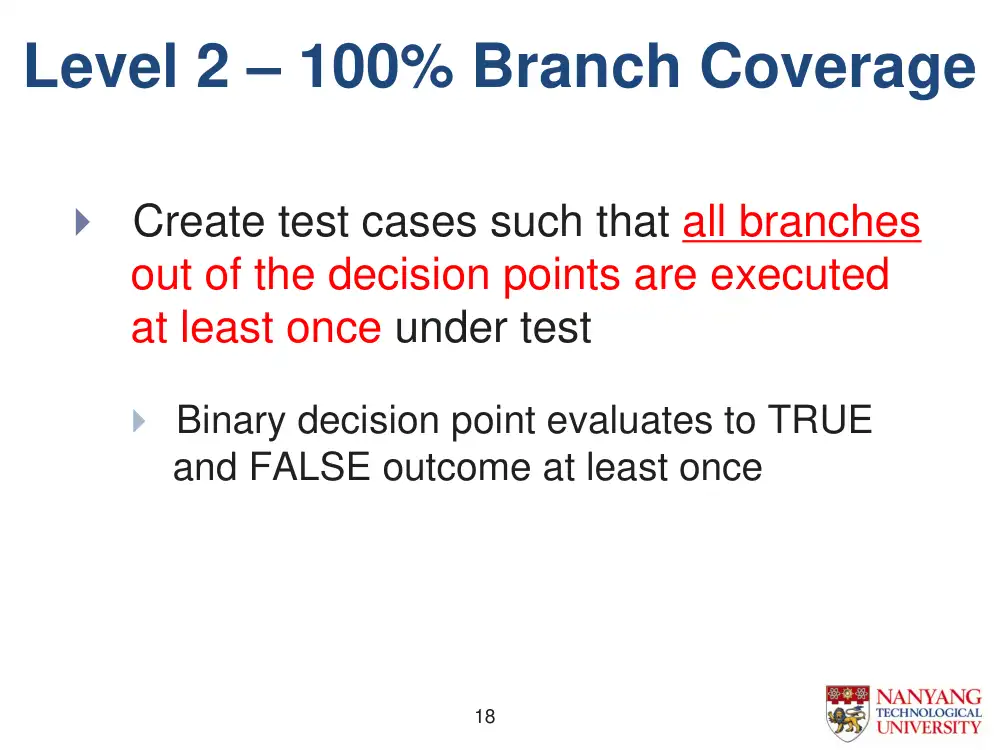 Level 2 – 100% Branch Coverage
Create test cases such that all branches
out of the decision points are executed
at least once under test
Binary decision point evaluates to TRUE
and FALSE outcome at least once
18
NANYANG
TECHNOLOGICAL
UNIVERSITY